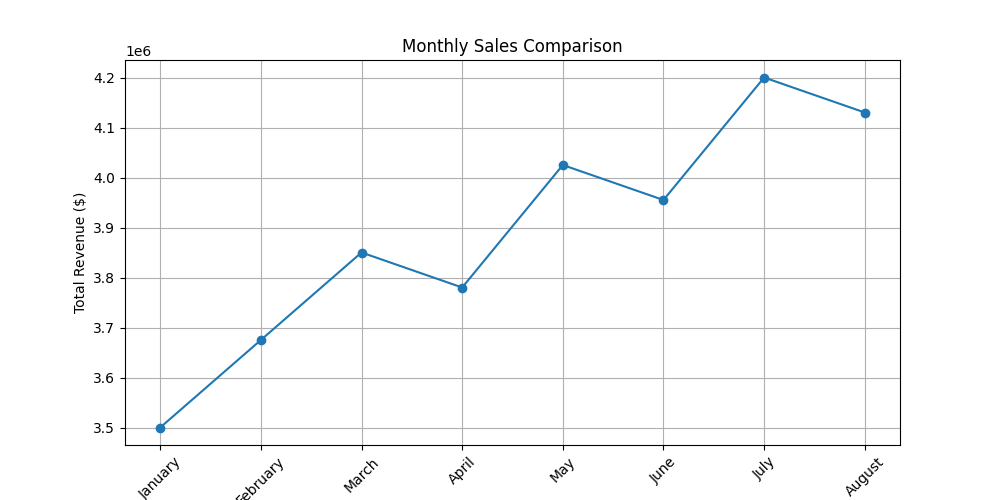 Monthly Sales Comparison
1e6
Total Revenue ($)
4.2
4.1
4.0
3.9
3.8
3.7
3.6
3.5
January
February
March
April
May
June
July
August